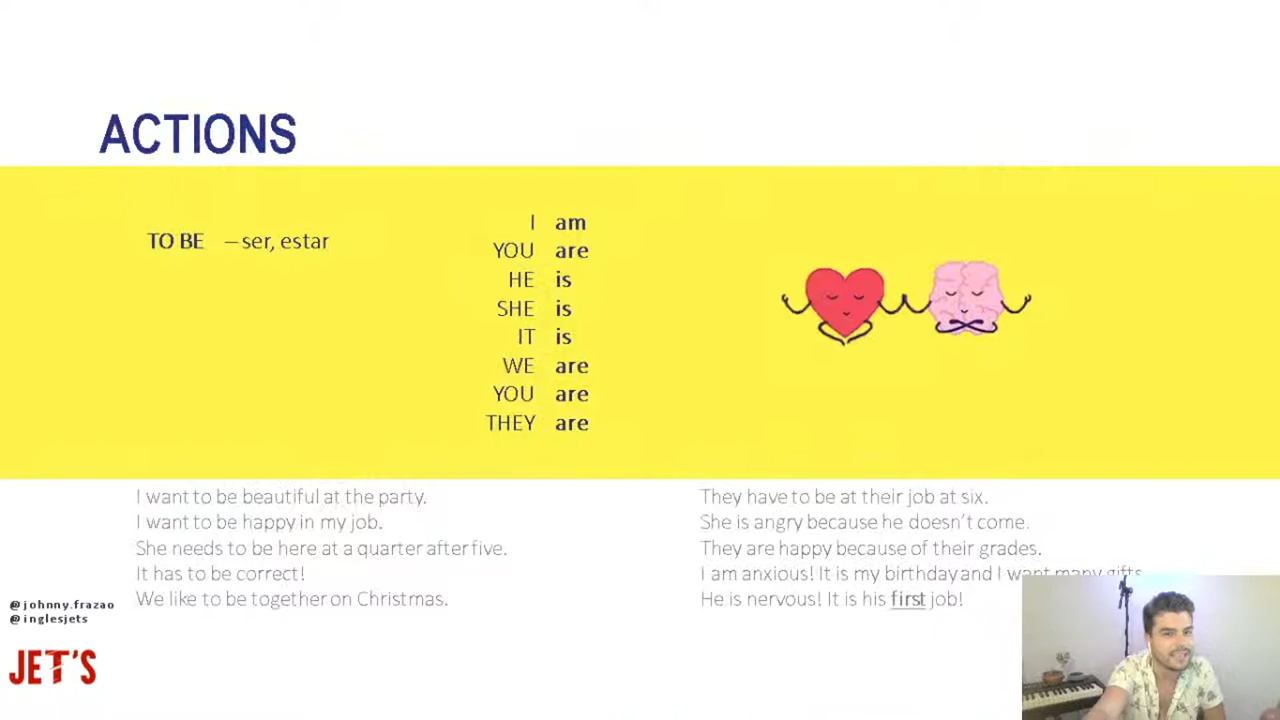 ACTIONS
TO BE – ser, estar
I am
YOU are
HE is
SHE is
IT is
WE are
YOU are
THEY are
I want to be beautiful at the party.
I want to be happy in my job.
She needs to be here at a quarter after five.
It has to be correct!
We like to be together on Christmas.
They have to be at their job at six.
She is angry because he doesn't come.
They are happy because of their grades.
I am anxious! It is my birthday and I want many gifts
He is nervous! It is his first job!
@johnny.frazao
@inglesjets
JET'S